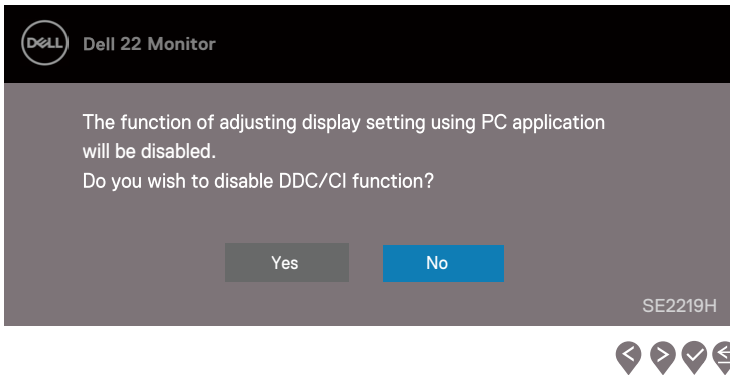 DELL
Dell 22 Monitor
The function of adjusting display setting using PC application
will be disabled.
Do you wish to disable DDC/CI function?
Yes No
SE2219H